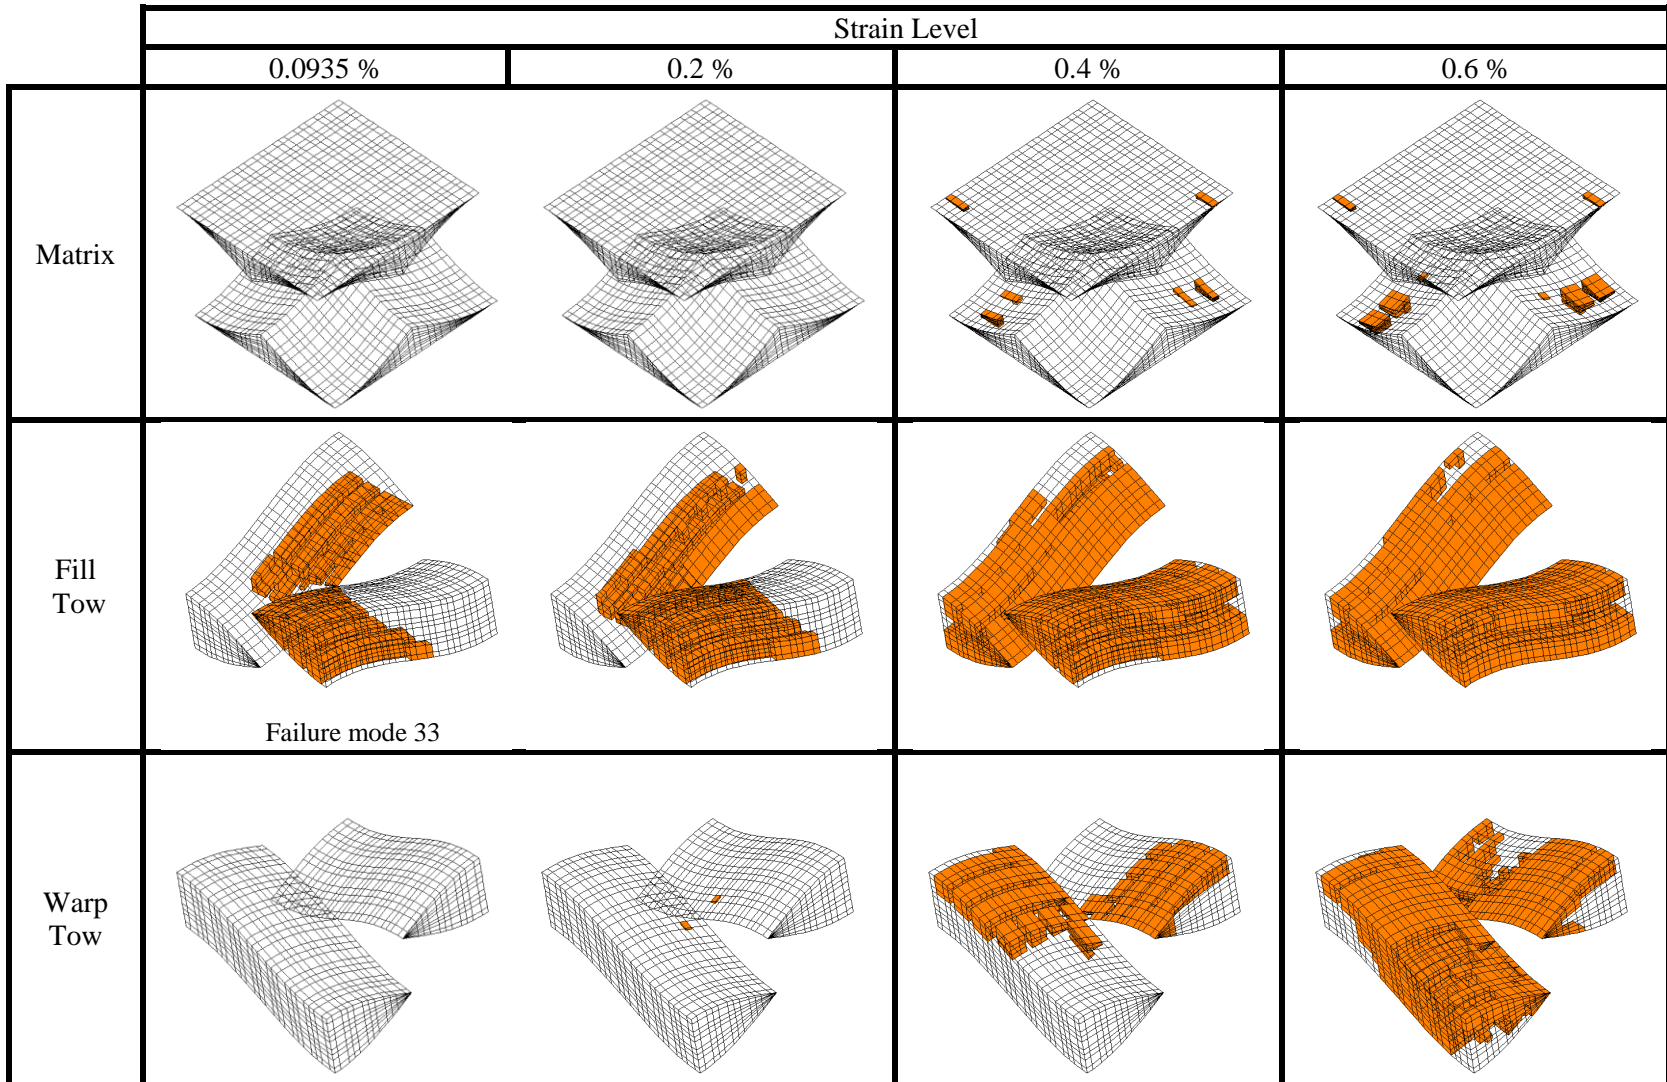 Strain Level
0.0935 %
0.2 %
0.4 %
0.6 %
Matrix
Fill
Tow
Failure mode 33
Warp
Tow